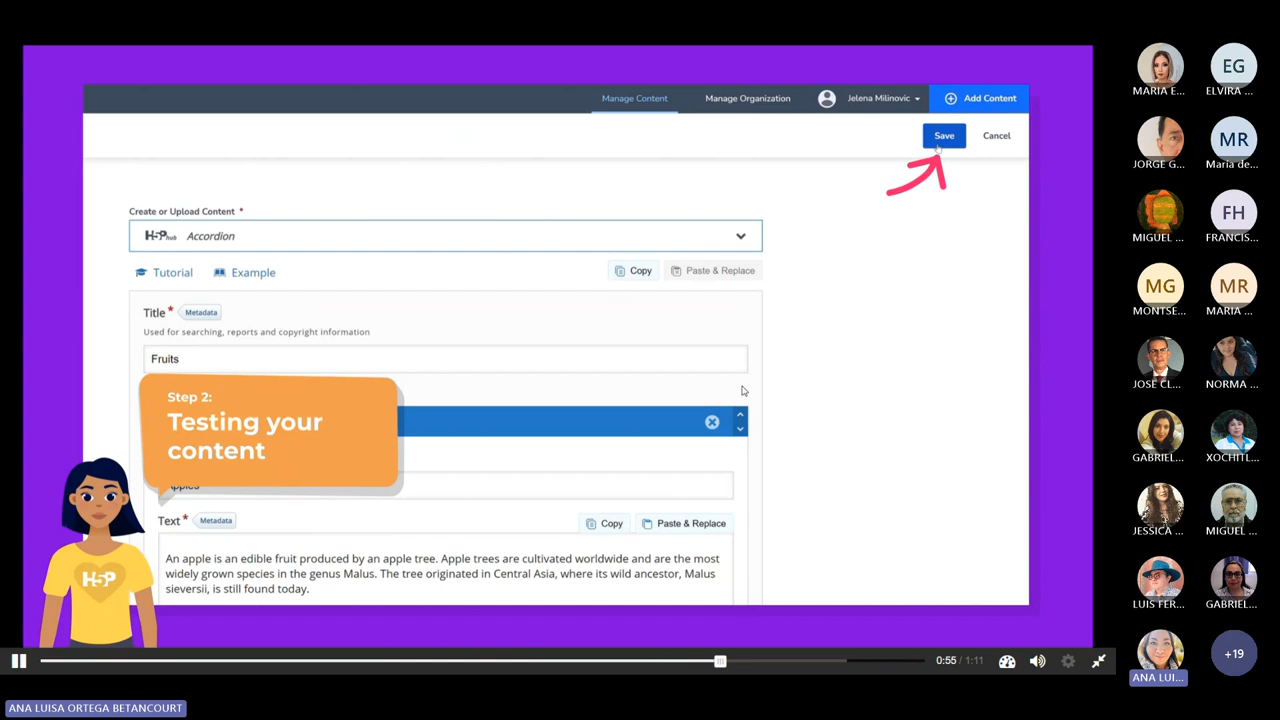 Manage Content
Manage Organization
Jelena Milinovic
Add Content
Save
Cancel
Create or Upload Content *
H5P hub Accordion
Tutorial
Example
Copy
Paste & Replace
Title * Metadata
Used for searching, reports and copyright information
Fruits
Step 2:
Testing your
content
Apples
Text * Metadata
Copy
Paste & Replace
An apple is an edible fruit produced by an apple tree. Apple trees are cultivated worldwide and are the most
widely grown species in the genus Malus. The tree originated in Central Asia, where its wild ancestor, Malus
sieversii, is still found today.
H5P
0:55 / 1:11
ANA LUISA ORTEGA BETANCOURT
MARIA E...
EG
ELVIRA ...
JORGE G...
MR
Maria de...
MIGUEL ...
FH
FRANCIS...
MG
MONTSE...
MR
MARIA ...
JOSE CL...
NORMA ...
GABRIEL...
XOCHITL...
JESSICA ...
MIGUEL ...
LUIS FER...
GABRIEL...
ANA LUI...
+19